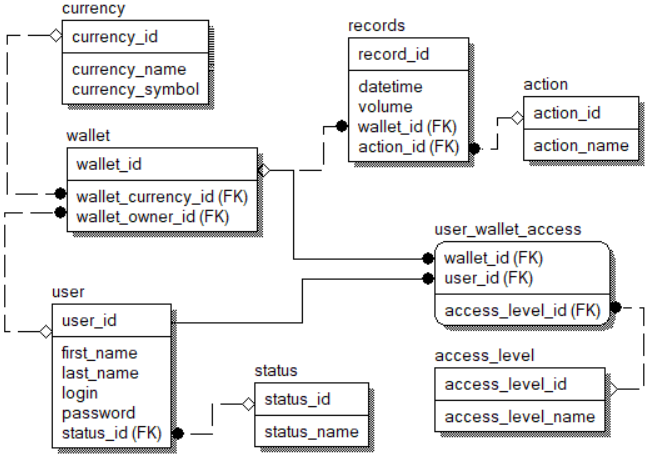 currency
currency_id
currency_name
currency_symbol
records
record_id
datetime
volume
wallet_id (FK)
action_id (FK)
action
action_id
action_name
wallet
wallet_id
wallet_currency_id (FK)
wallet_owner_id (FK)
user_wallet_access
wallet_id (FK)
user_id (FK)
access_level_id (FK)
user
user_id
first_name
last_name
login
password
status_id (FK)
status
status_id
status_name
access_level
access_level_id
access_level_name